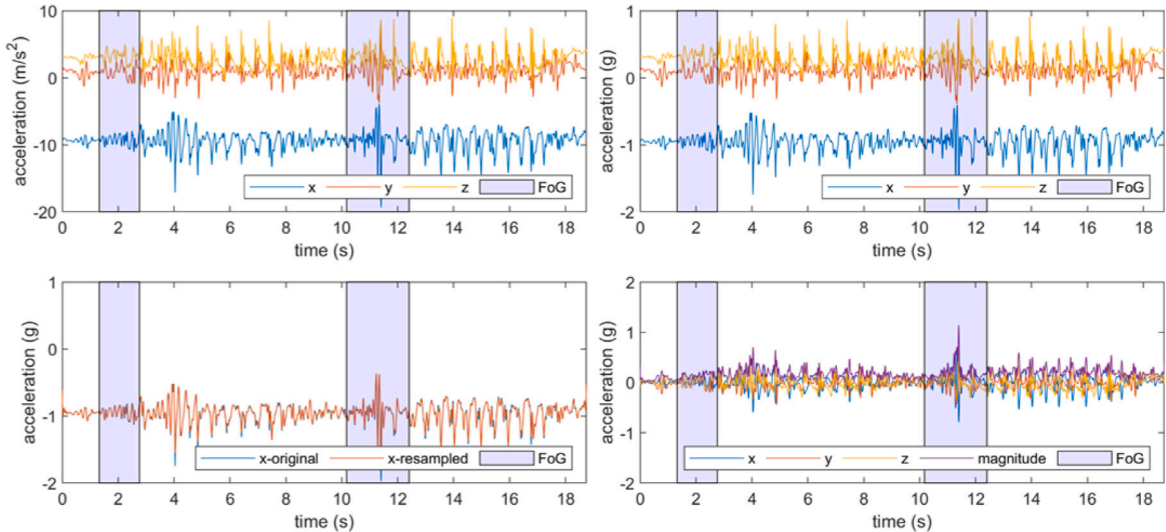 10
5
0
-10
-20
acceleration (m/s²)
x y z FoG
0 2 4 6 8 10 12 14 16 18
time (s)
1
0
-1
-2
acceleration (g)
x y z FoG
0 2 4 6 8 10 12 14 16 18
time (s)
1
0
-1
-2
acceleration (g)
x-original x-resampled FoG
0 2 4 6 8 10 12 14 16 18
time (s)
2
1
0
-1
-2
acceleration (g)
x y z magnitude FoG
0 2 4 6 8 10 12 14 16 18
time (s)